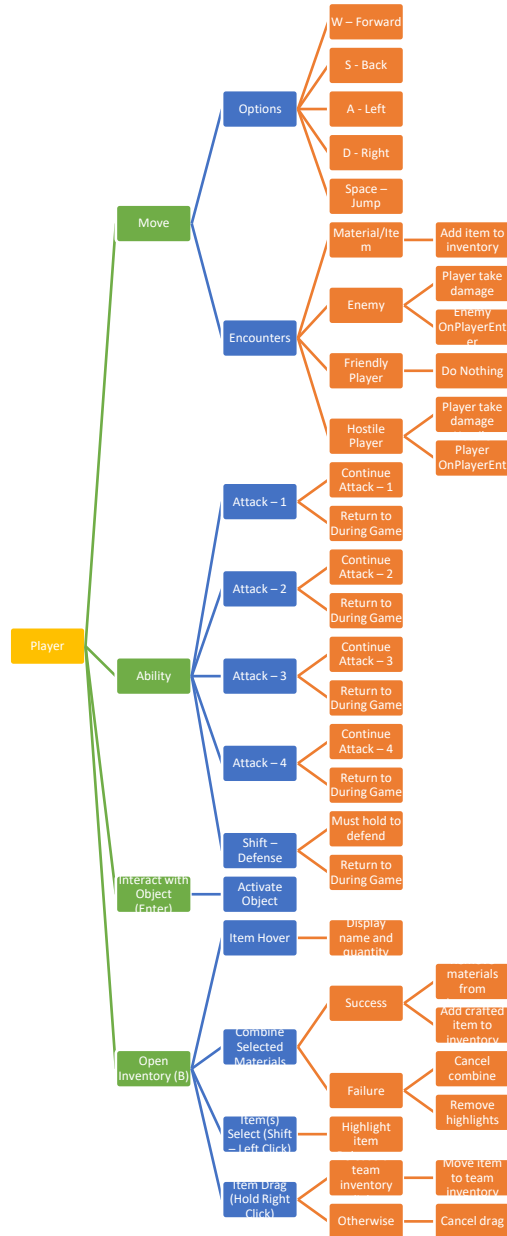 W – Forward
S - Back
Options
A - Left
D - Right
Space –
Jump
Move
Material/Ite
m
Add item to
inventory
Enemy
Player take
damage
Enemy
OnPlayerEnt
er
Encounters
Friendly
Player
Do Nothing
Hostile
Player
Player take
damage
Player
OnPlayerEnt
Attack – 1
Continue
Attack – 1
Return to
During Game
Attack – 2
Continue
Attack – 2
Return to
During Game
Player
Ability
Attack – 3
Continue
Attack – 3
Return to
During Game
Attack – 4
Continue
Attack – 4
Return to
During Game
Shift –
Defense
Must hold to
defend
Return to
During Game
Interact with
Object
(Enter)
Activate
Object
Item Hover
Display
name and
quantity
Combine
Selected
Materials
Success
materials
from
Add crafted
item to
inventory
Failure
Cancel
combine
Remove
highlights
Open
Inventory (B)
Item(s)
Select (Shift
– Left Click)
Highlight
item
Item Drag
(Hold Right
Click)
team
inventory
Move item
to team
inventory
Otherwise
Cancel drag